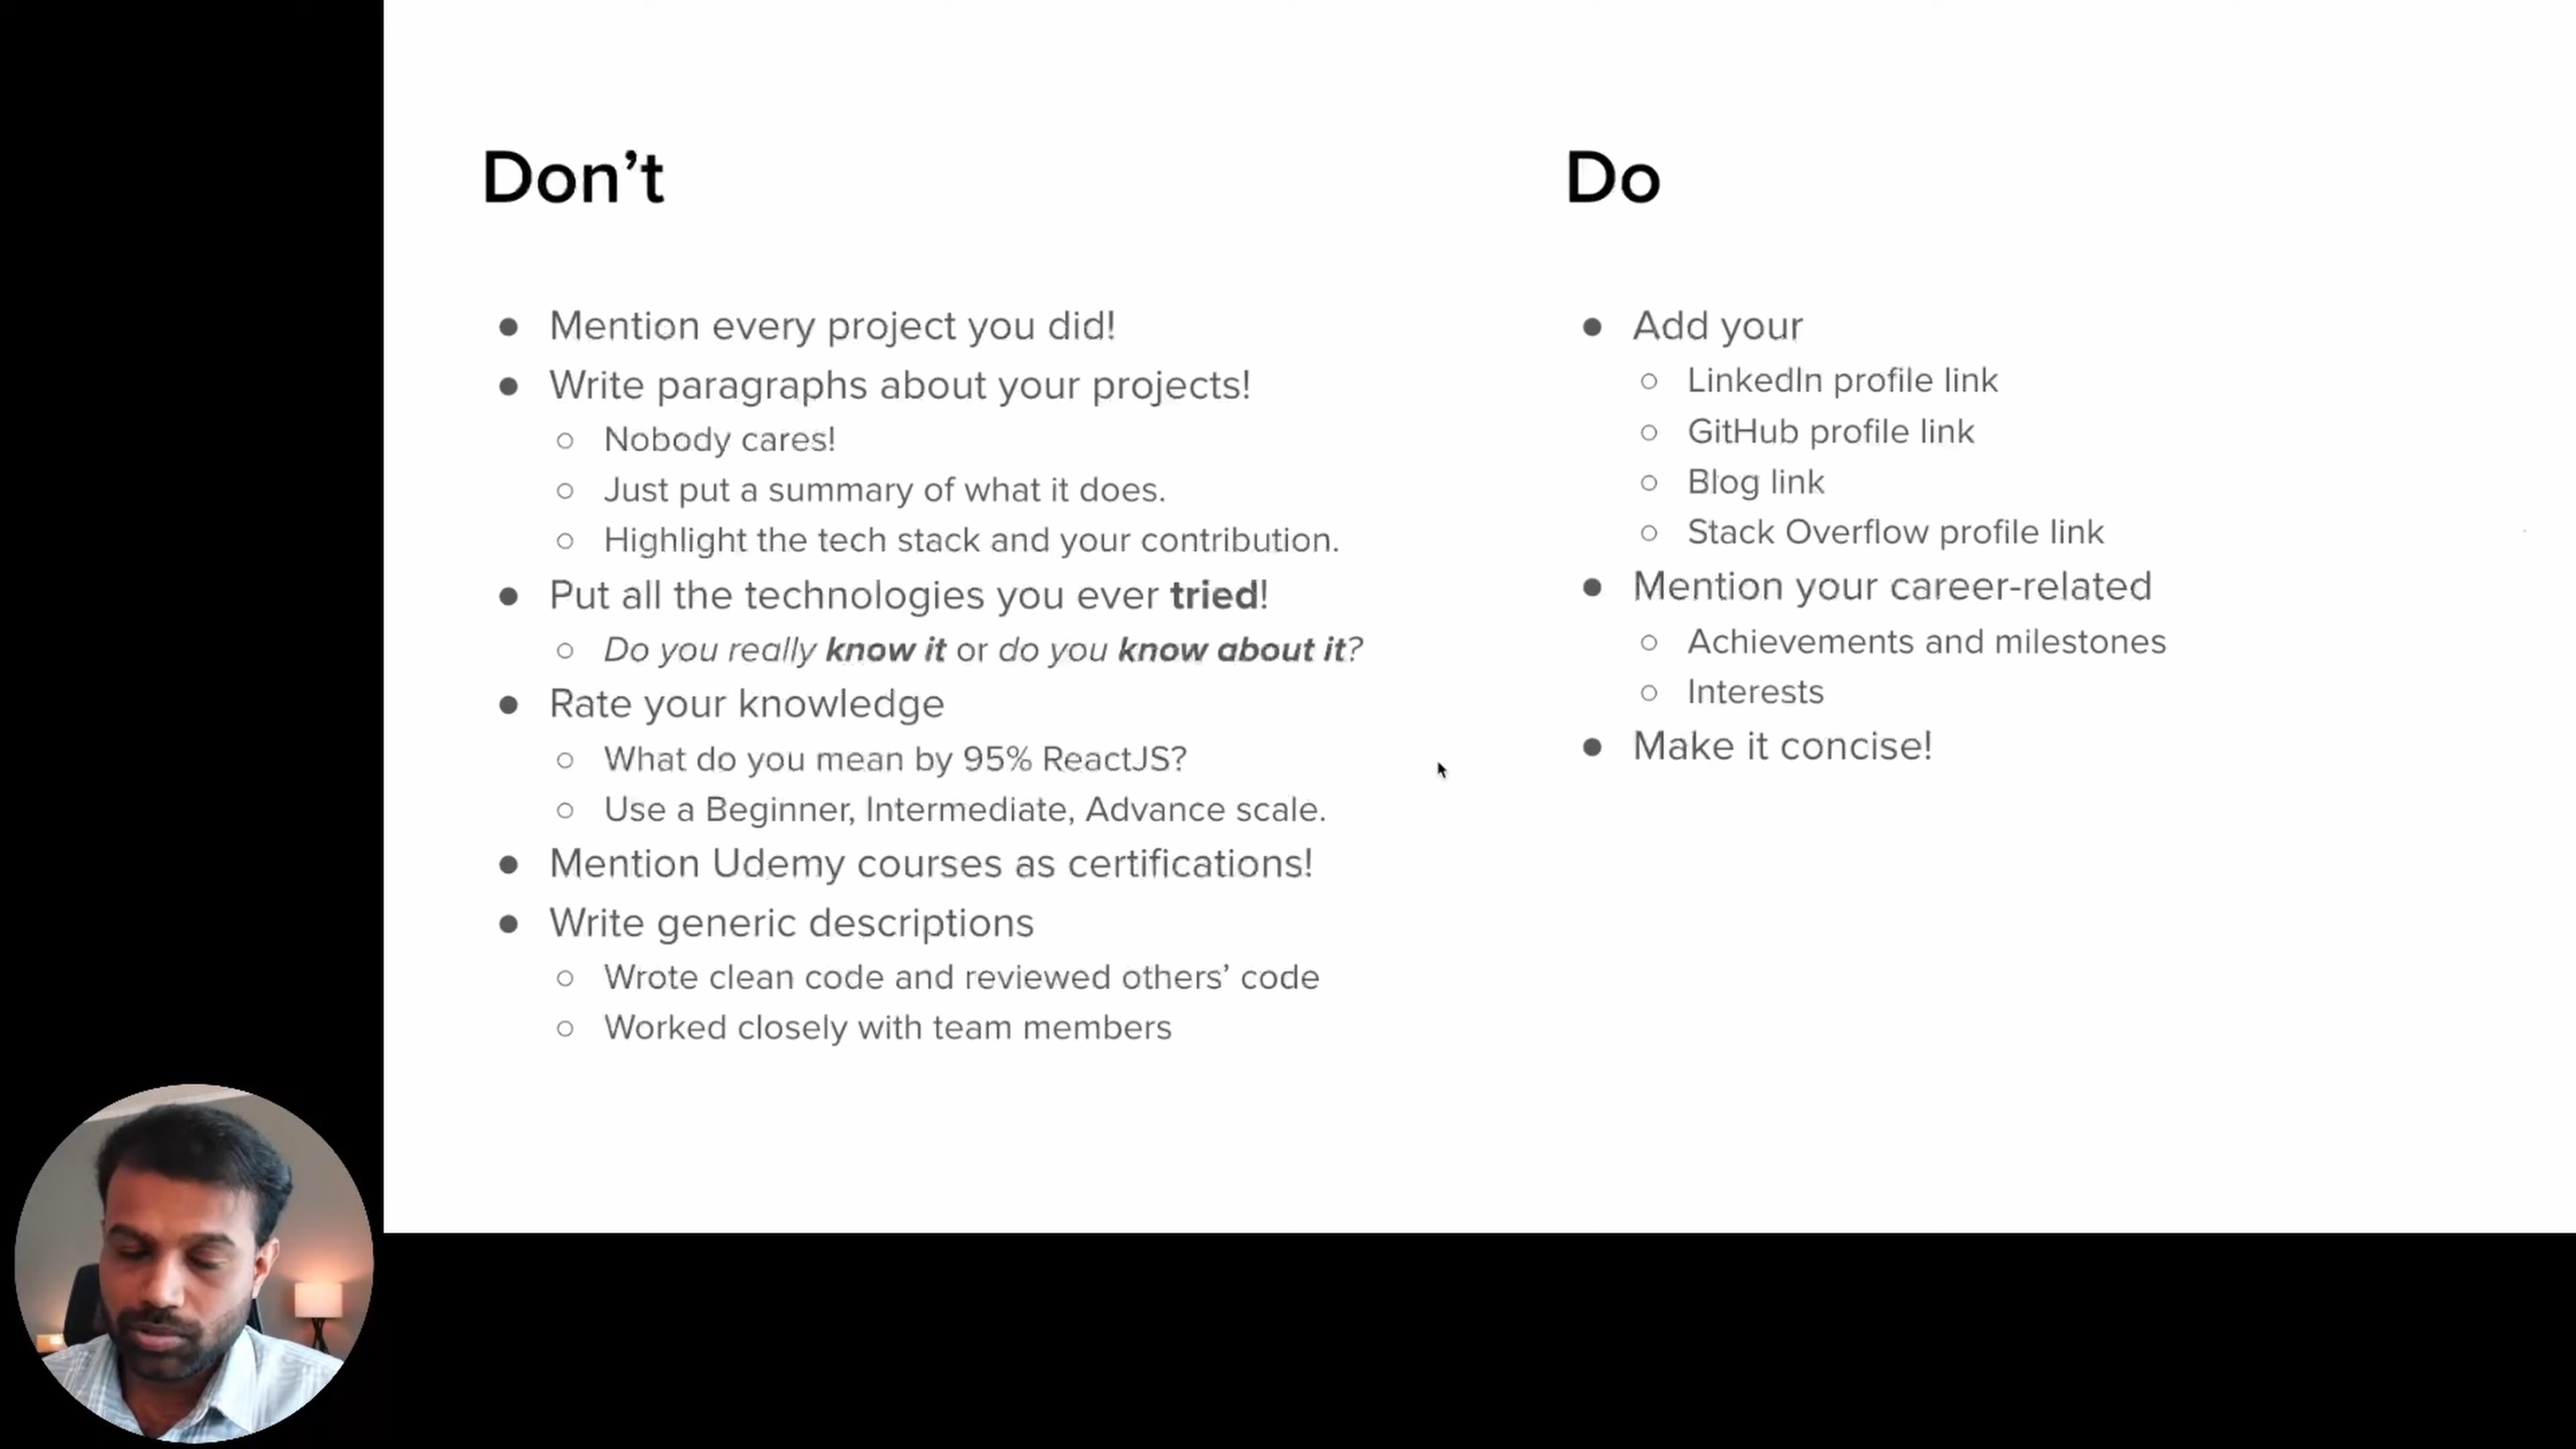 Don’t
Mention every project you did!
Write paragraphs about your projects!
Nobody cares!
Just put a summary of what it does.
Highlight the tech stack and your contribution.
Put all the technologies you ever tried!
Do you really know it or do you know about it?
Rate your knowledge
What do you mean by 95% ReactJS?
Use a Beginner, Intermediate, Advance scale.
Mention Udemy courses as certifications!
Write generic descriptions
Wrote clean code and reviewed others’ code
Worked closely with team members
Do
Add your
LinkedIn profile link
GitHub profile link
Blog link
Stack Overflow profile link
Mention your career-related
Achievements and milestones
Interests
Make it concise!